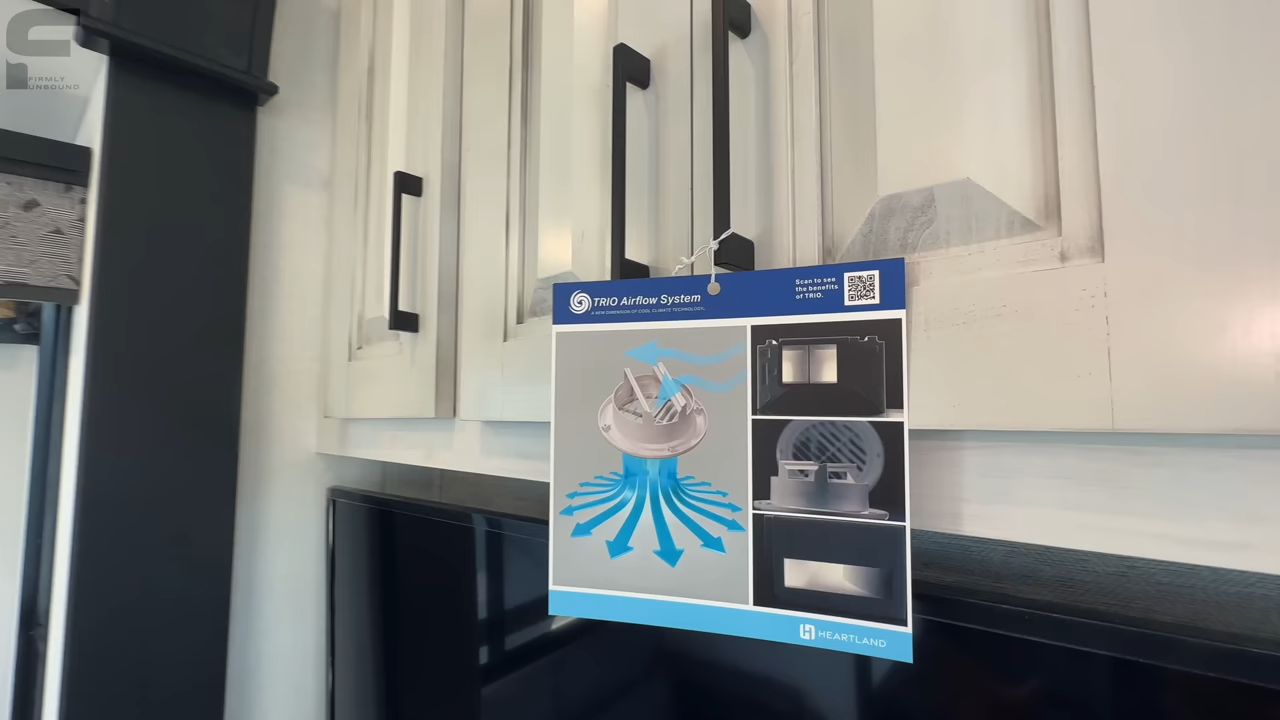 FIRMLY
UNBOUND
TRIO Airflow System
A NEW DIMENSION OF COOL CLIMATE TECHNOLOGY.
Scan to see
the benefits
of TRIO.
HEARTLAND